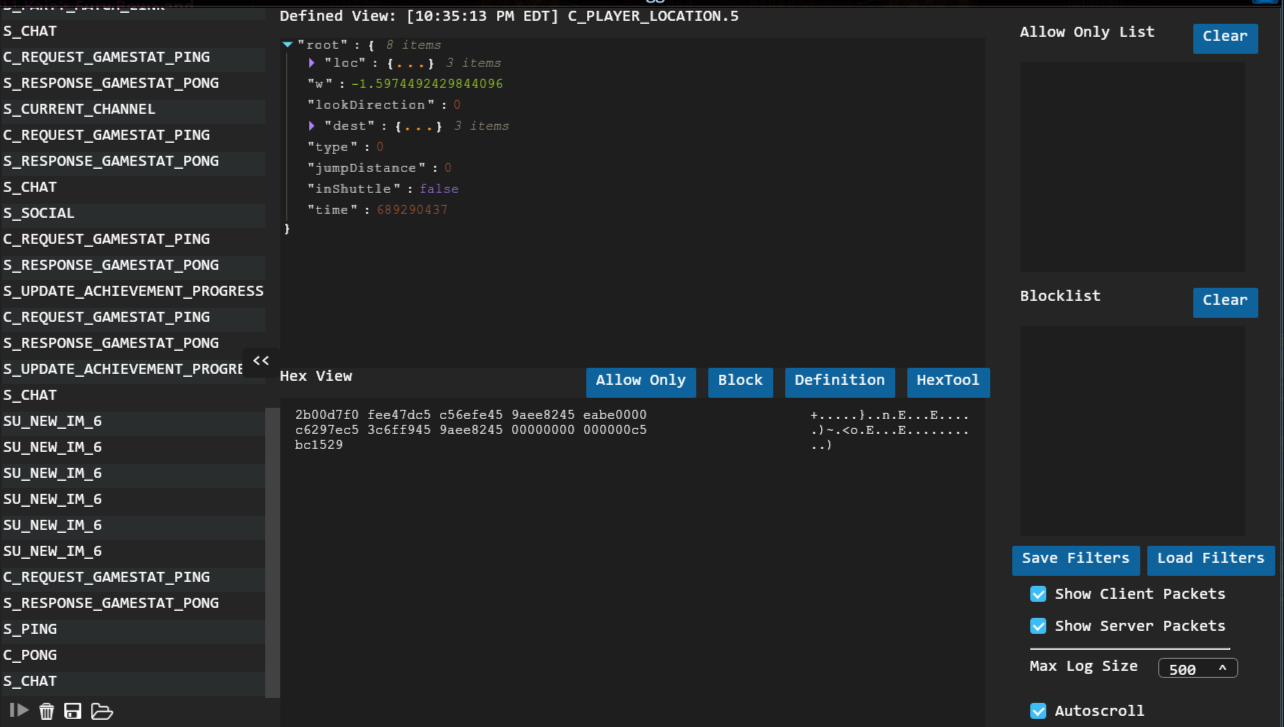 S_CHAT
C_REQUEST_GAMESTAT_PING
S_RESPONSE_GAMESTAT_PONG
S_CURRENT_CHANNEL
C_REQUEST_GAMESTAT_PING
S_RESPONSE_GAMESTAT_PONG
S_CHAT
S_SOCIAL
C_REQUEST_GAMESTAT_PING
S_RESPONSE_GAMESTAT_PONG
S_UPDATE_ACHIEVEMENT_PROGRESS
C_REQUEST_GAMESTAT_PING
S_RESPONSE_GAMESTAT_PONG
S_UPDATE_ACHIEVEMENT_PROGRE
S_CHAT
SU_NEW_IM_6
SU_NEW_IM_6
SU_NEW_IM_6
SU_NEW_IM_6
SU_NEW_IM_6
SU_NEW_IM_6
C_REQUEST_GAMESTAT_PING
S_RESPONSE_GAMESTAT_PONG
S_PING
C_PONG
S_CHAT
<<
Defined View: [10:35:13 PM EDT] C_PLAYER_LOCATION.5
"root" : { 8 items
"loc" : {...} 3 items
"w" : -1.5974492429844096
"lookDirection" : 0
"dest" : {...} 3 items
"type" : 0
"jumpDistance" : 0
"inShuttle" : false
"time" : 689290437
}
Hex View
Allow Only
Block
Definition
HexTool
2b00d7f0 fee47dc5 c56efe45 9aee8245 eabe0000 +.....}..n.E...E....
c6297ec5 3c6ff945 9aee8245 00000000 000000c5 .)~.<o.E...E........
bc1529 ..)
Allow Only List
Clear
Blocklist
Clear
Save Filters
Load Filters
Show Client Packets
Show Server Packets
Max Log Size 500 ^
Autoscroll